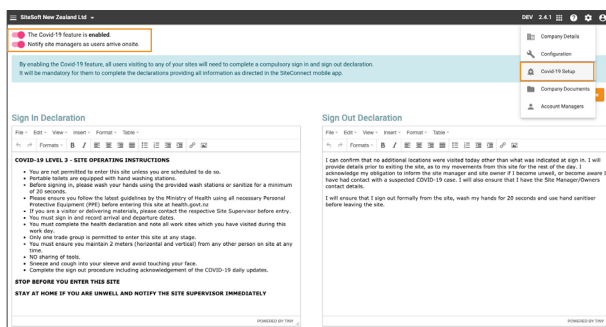 SiteSoft New Zealand Ltd
DEV 2.4.1
The Covid-19 feature is enabled.
Notify site managers as users arrive onsite.
By enabling the Covid-19 feature, all users visiting to any of your sites will need to complete a compulsory sign in and sign out declaration.
It will be mandatory for them to complete the declarations providing all information as directed in the SiteConnect mobile app.
Company Details
Configuration
Covid-19 Setup
Company Documents
Account Managers
Sign In Declaration
File Edit View Insert Format Table
Formats B I
COVID-19 LEVEL 3 - SITE OPERATING INSTRUCTIONS
You are not permitted to enter this site unless you are scheduled to do so.
Portable toilets are equipped with hand washing stations.
Before signing in, please wash your hands using the provided wash stations or sanitize for a minimum
of 20 seconds.
Please ensure you follow the latest guidelines by the Ministry of Health using all necessary Personal
Protective Equipment (PPE) before entering this site at health.govt.nz
If you are a visitor or delivering materials, please contact the respective Site Supervisor before entry.
You must sign in and record arrival and departure dates.
You must complete the health declaration and note all work sites which you have visited during this
work day.
Only one trade group is permitted to enter this site at any stage.
You must ensure you maintain 2 meters (horizontal and vertical) from any other person on site at any
time.
NO sharing of tools.
Sneeze and cough into your sleeve and avoid touching your face.
Complete the sign out procedure including acknowledgement of the COVID-19 daily updates.
STOP BEFORE YOU ENTER THIS SITE
STAY AT HOME IF YOU ARE UNWELL AND NOTIFY THE SITE SUPERVISOR IMMEDIATELY
POWERED BY TINY
Sign Out Declaration
File Edit View Insert Format Table
Formats B I
I can confirm that no additional locations were visited today other than what was indicated at sign in. I will
provide details prior to exiting the site, as to my movements from this site for the rest of the day. I
acknowledge my obligation to inform the site manager and site owner if I become unwell, or become aware I
have had contact with a suspected COVID-19 case. I will also ensure that I have the Site Manager/Owners
contact details.
I will ensure that I sign out formally from the site, wash my hands for 20 seconds and use hand sanitiser
before leaving the site.
POWERED BY TINY